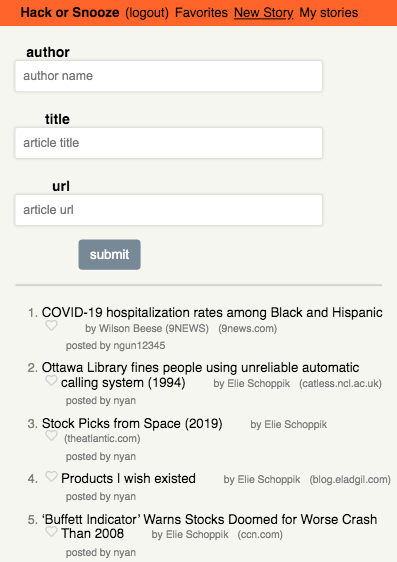 Hack or Snooze (logout) Favorites New Story My stories
author
author name
title
article title
url
article url
submit
1. COVID-19 hospitalization rates among Black and Hispanic
by Wilson Beese (9NEWS) (9news.com)
posted by ngun12345
2. Ottawa Library fines people using unreliable automatic
calling system (1994) by Elie Schoppik (catless.ncl.ac.uk)
posted by nyan
3. Stock Picks from Space (2019) by Elie Schoppik
(theatlantic.com)
posted by nyan
4. Products I wish existed by Elie Schoppik (blog.eladgil.com)
posted by nyan
5. ‘Buffett Indicator’ Warns Stocks Doomed for Worse Crash
Than 2008 by Elie Schoppik (ccn.com)
posted by nyan